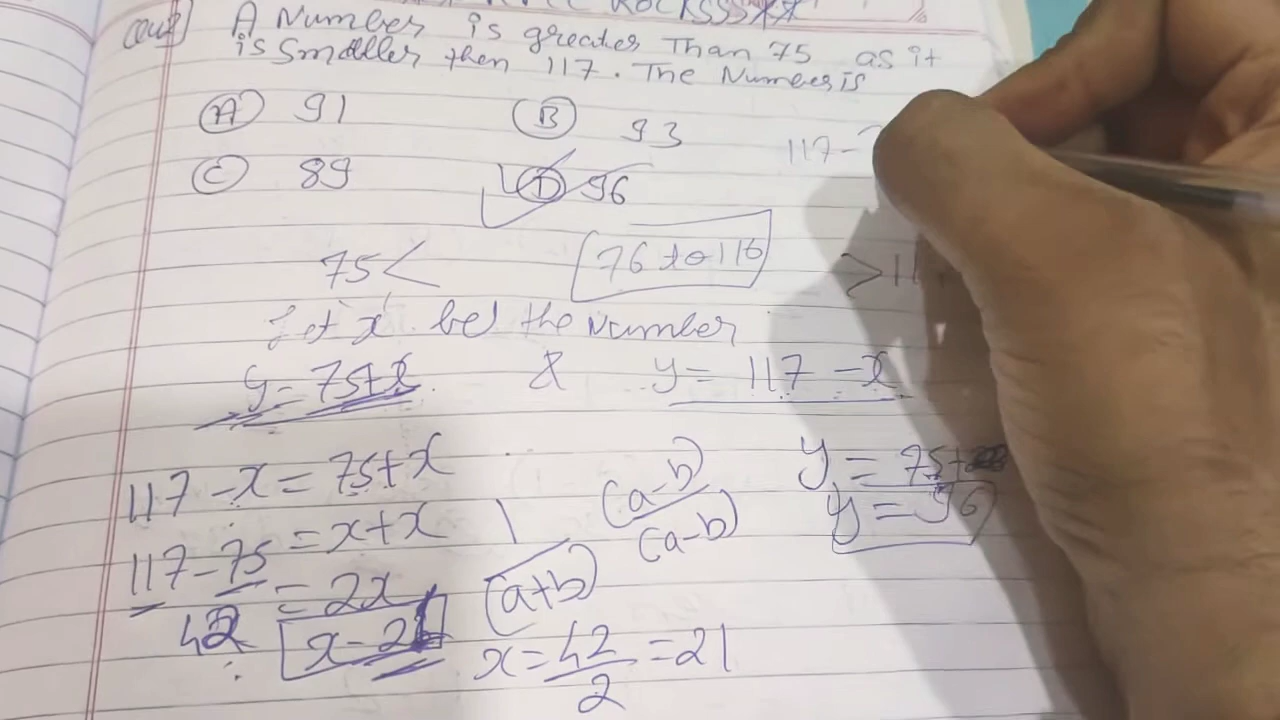 A Number is greater Than 75 as it
is smaller then 117. The Number is
(A) 91 (B) 93
(C) 89 (D) 96
117-
75< 76 to 116 >11
Let x bel the Number
y = 75+x & y = 117 - x
117 - x = 75+x
117 - 75 = x+x
42 = 2x
x - 21
(a-b)
(a-b)
(a+b)
x = 42/2 = 21
y = 75+
y = 96